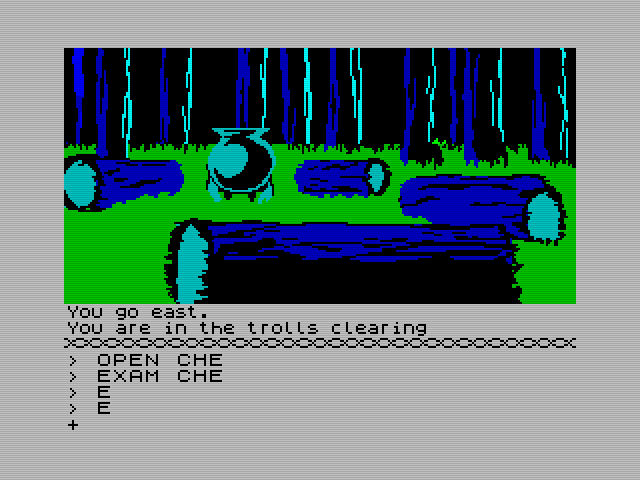 You go east.
You are in the trolls clearing
> OPEN CHE
> EXAM CHE
> E
> E
+